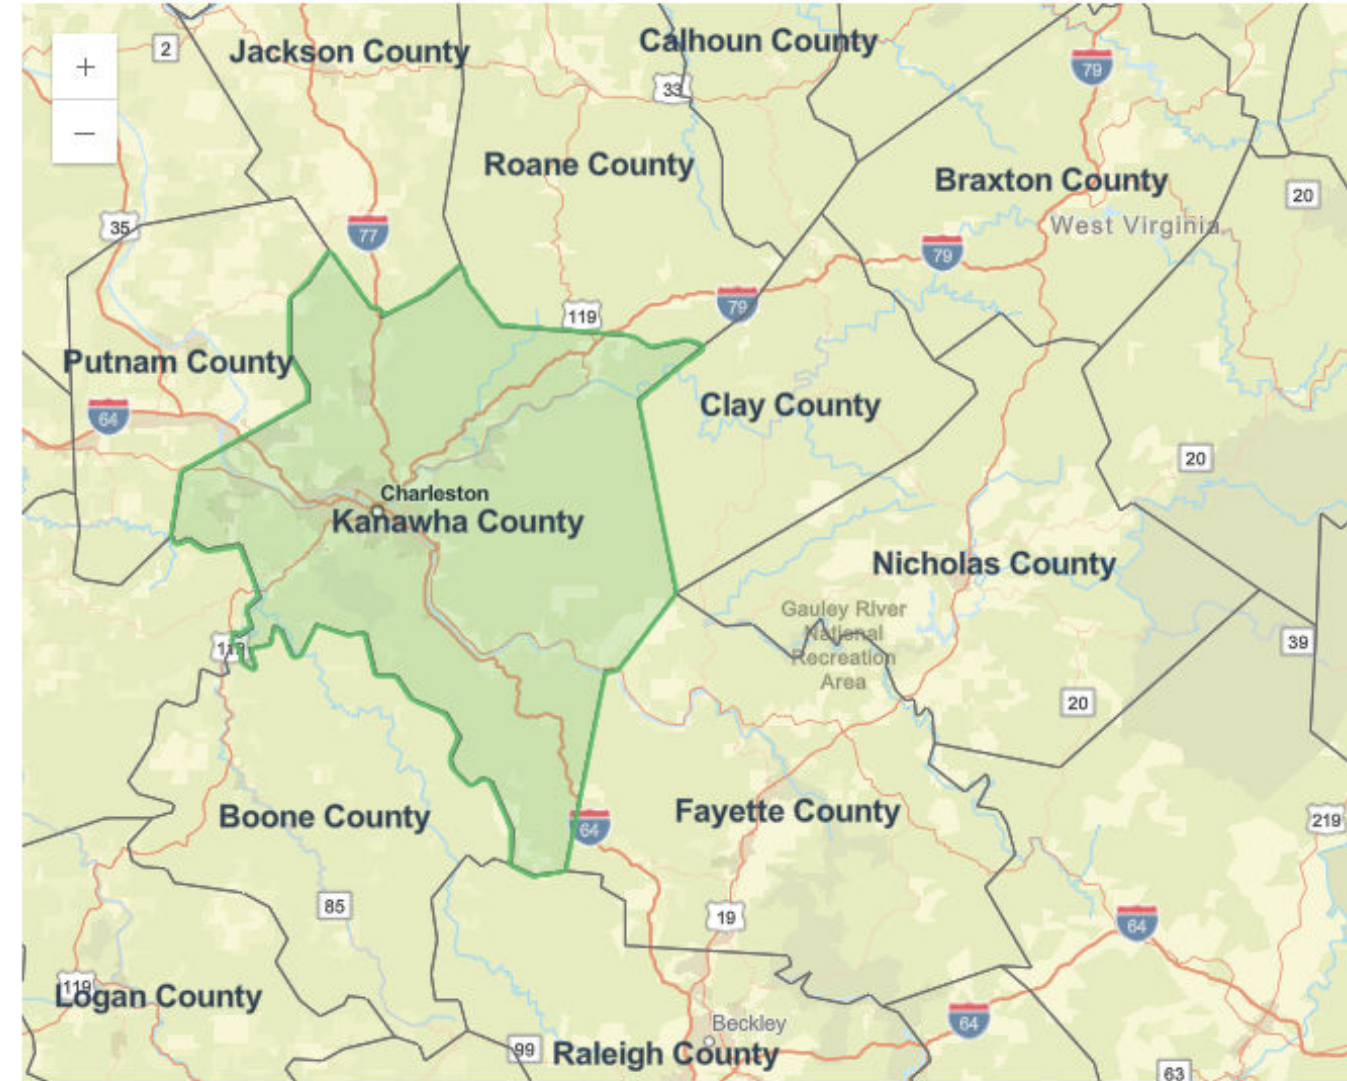 +
−
2
Jackson County
Calhoun County
79
33
Roane County
Braxton County
20
West Virginia
35
77
79
79
119
Putnam County
64
Clay County
20
Charleston
Kanawha County
Nicholas County
Gauley River
National
Recreation
Area
39
20
Boone County
64
Fayette County
219
85
19
64
119
Logan County
64
Beckley
99
Raleigh County
63